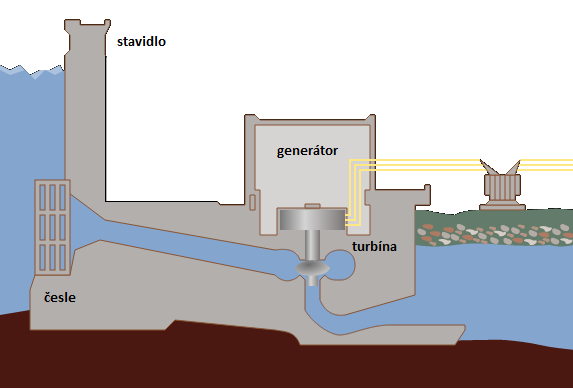 stavidlo
generátor
turbína
česle